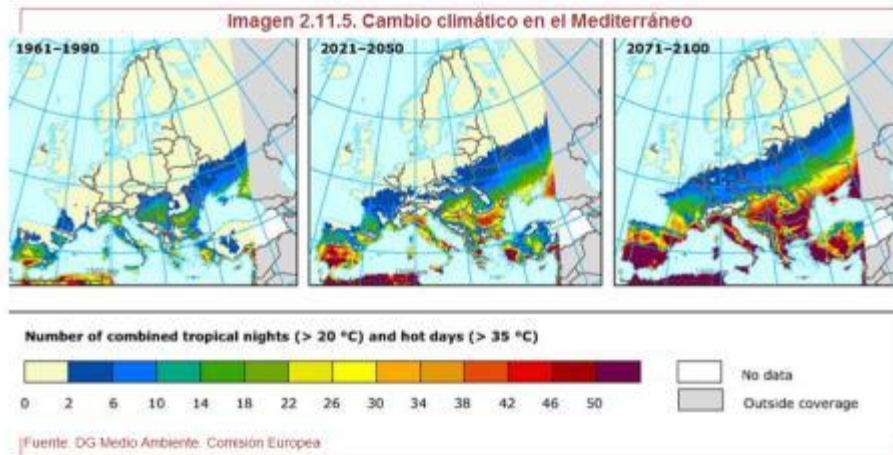 Imagen 2.11.5. Cambio climático en el Mediterráneo
1961–1990
2021–2050
2071–2100
Number of combined tropical nights (> 20 °C) and hot days (> 35 °C)
0 2 6 10 14 18 22 26 30 34 38 42 46 50
No data
Outside coverage
Fuente. DG Medio Ambiente. Comisión Europea